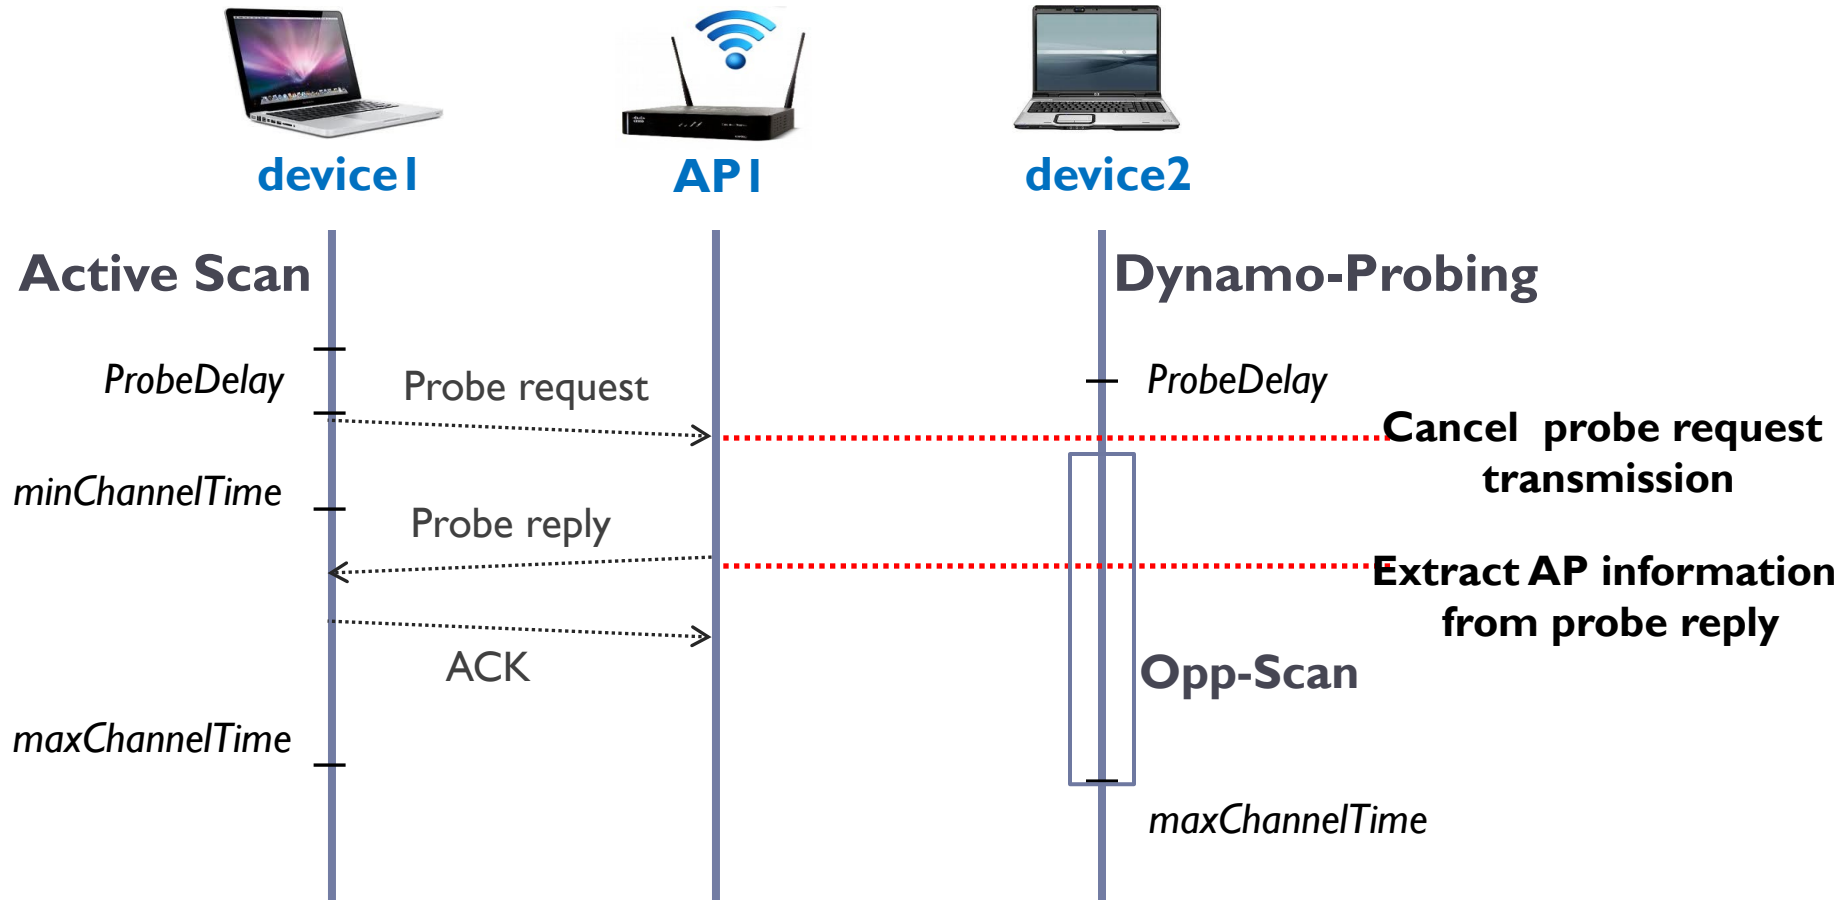 device1
AP1
device2
Active Scan
Dynamo-Probing
ProbeDelay
Probe request
ProbeDelay
Cancel probe request
transmission
minChannelTime
Probe reply
Extract AP information
from probe reply
ACK
Opp-Scan
maxChannelTime
maxChannelTime